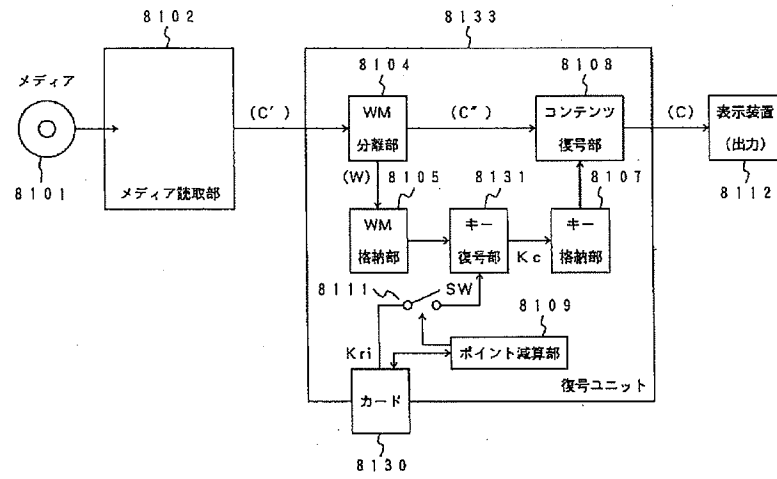 8102
8133
8104
8108
メディア
(C')
WM
分離部
(C″)
コンテンツ
復号部
(C)
表示装置
(出力)
8101
メディア読取部
(W)
8105
8131
8107
8112
WM
格納部
キー
復号部
Kc
キー
格納部
8111
SW
8109
Kri
ポイント減算部
カード
復号ユニット
8130